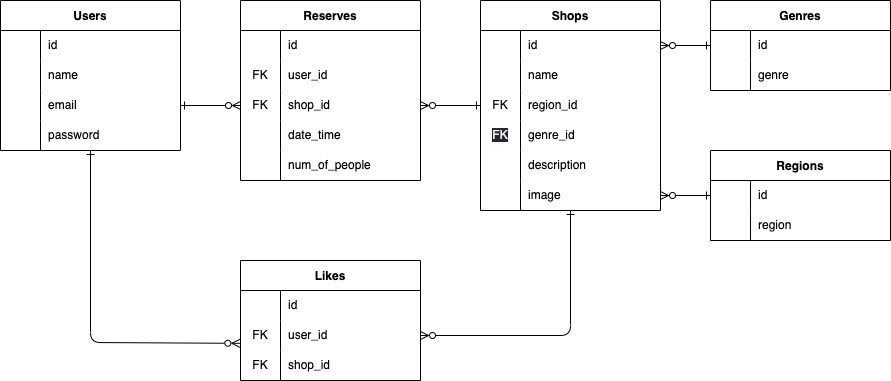 Users
id
name
email
password
Reserves
id
FK user_id
FK shop_id
date_time
num_of_people
Shops
id
name
FK region_id
FK genre_id
description
image
Genres
id
genre
Regions
id
region
Likes
id
FK user_id
FK shop_id